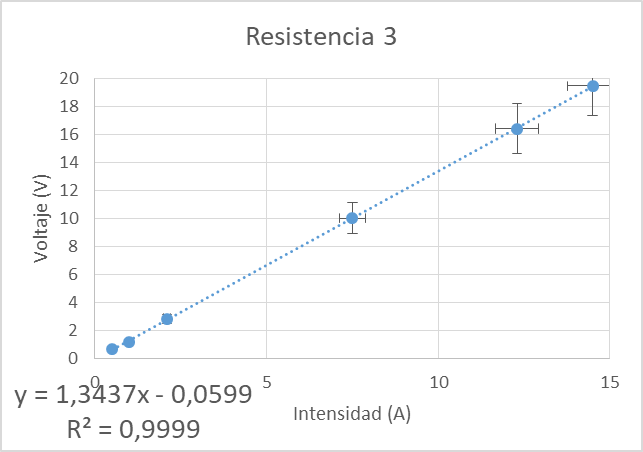 Resistencia 3
Voltaje (V)
20
18
16
14
12
10
8
6
4
2
0
0 5 10 15
y = 1,3437x - 0,0599
R² = 0,9999
Intensidad (A)